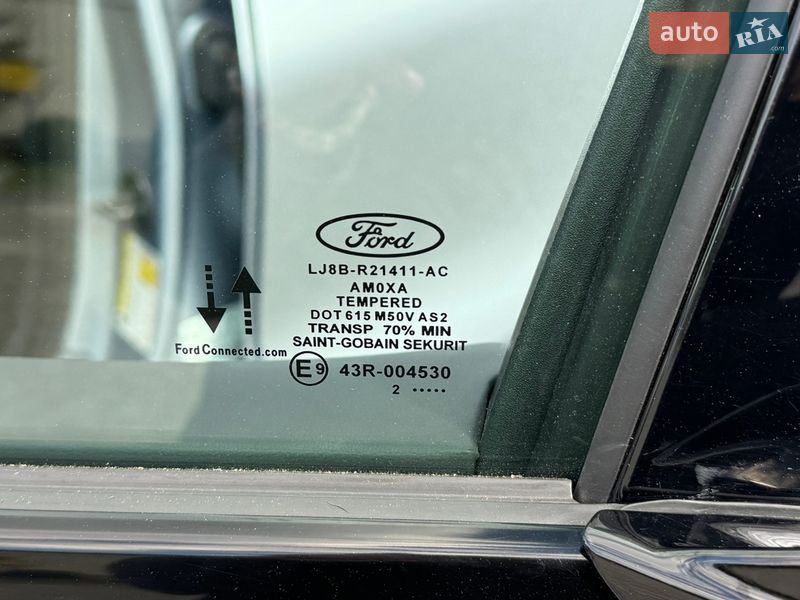 auto RIA .com
Ford
LJ8B-R21411-AC
AM0XA
TEMPERED
DOT 615 M50V AS2
TRANSP 70% MIN
SAINT-GOBAIN SEKURIT
FordConnected.com
E9 43R-004530
2 .....